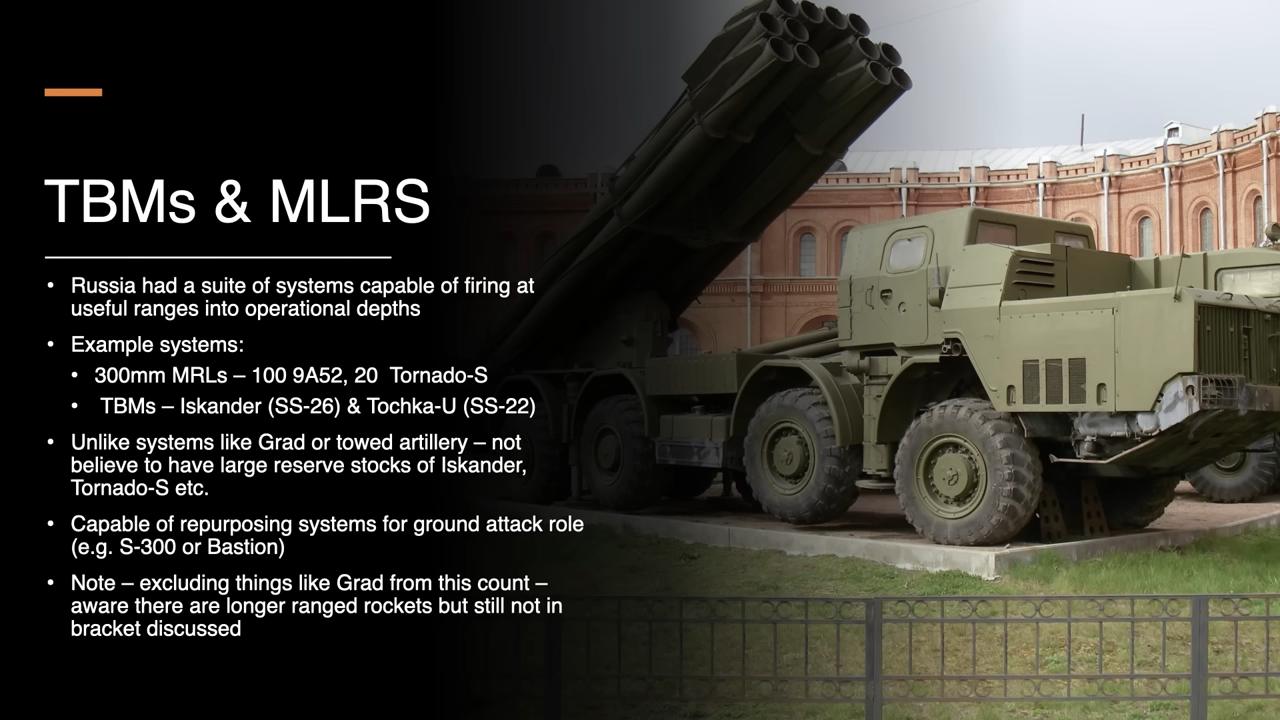 TBMs & MLRS
• Russia had a suite of systems capable of firing at
useful ranges into operational depths
• Example systems:
• 300mm MRLs – 100 9A52, 20  Tornado-S
• TBMs – Iskander (SS-26) & Tochka-U (SS-22)
• Unlike systems like Grad or towed artillery – not
believe to have large reserve stocks of Iskander,
Tornado-S etc.
• Capable of repurposing systems for ground attack role
(e.g. S-300 or Bastion)
• Note – excluding things like Grad from this count –
aware there are longer ranged rockets but still not in
bracket discussed